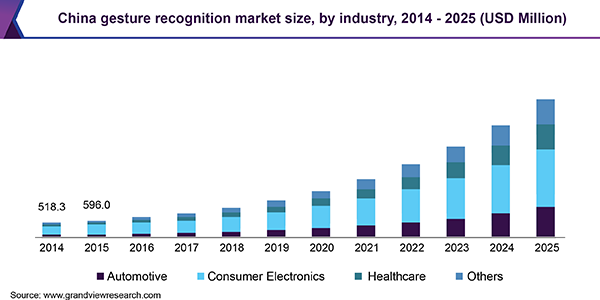 China gesture recognition market size, by industry, 2014 - 2025 (USD Million)
518.3
596.0
2014 2015 2016 2017 2018 2019 2020 2021 2022 2023 2024 2025
Automotive Consumer Electronics Healthcare Others
Source: www.grandviewresearch.com